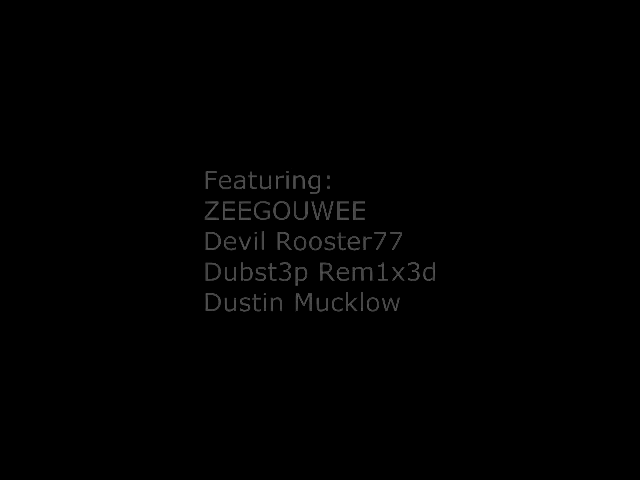 Featuring:
ZEEGOUWEE
Devil Rooster77
Dubst3p Rem1x3d
Dustin Mucklow